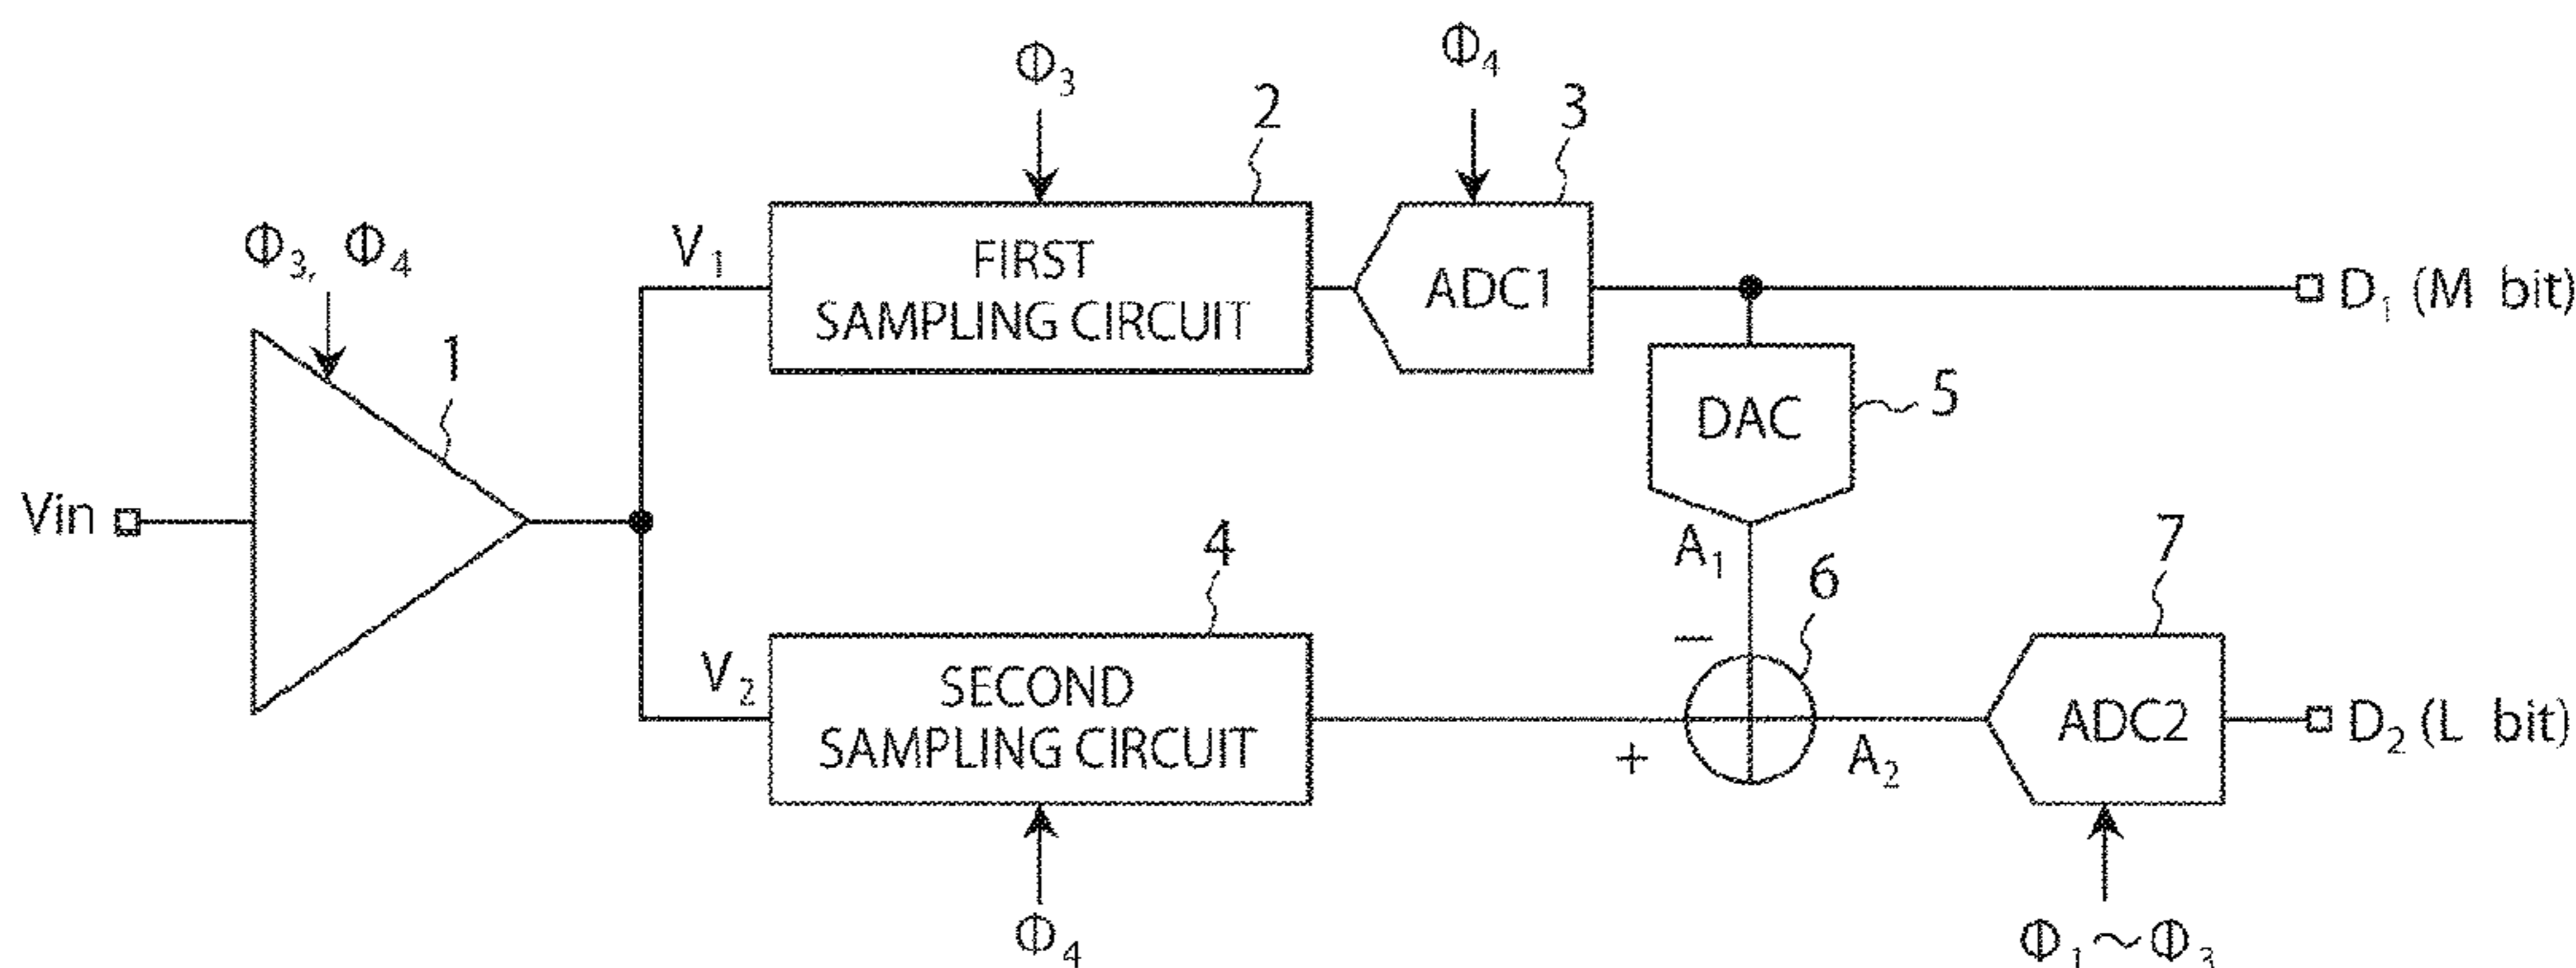 Φ₃
Φ₄
2
3
Φ₃, Φ₄
V₁
FIRST
SAMPLING CIRCUIT
ADC1
D₁ (M bit)
1
DAC
5
Vin
A₁
4
6
7
V₂
SECOND
SAMPLING CIRCUIT
−
+
A₂
ADC2
D₂ (L bit)
Φ₄
Φ₁～Φ₃